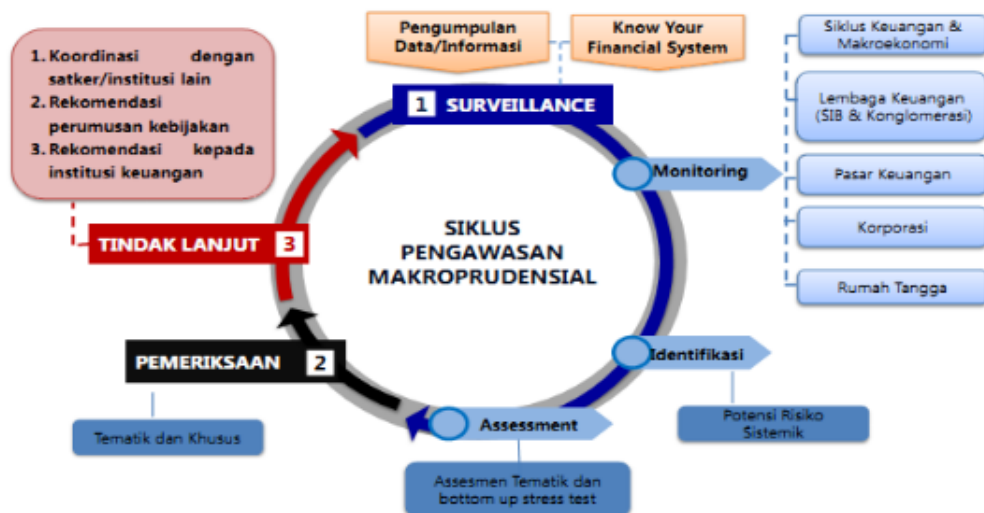 1. Koordinasi dengan
satker/institusi lain
2. Rekomendasi
perumusan kebijakan
3. Rekomendasi kepada
institusi keuangan
Pengumpulan
Data/Informasi
Know Your
Financial System
1 SURVEILLANCE
Siklus Keuangan &
Makroekonomi
Lembaga Keuangan
(SIB & Konglomerasi)
Monitoring
Pasar Keuangan
Korporasi
Rumah Tangga
TINDAK LANJUT 3
SIKLUS
PENGAWASAN
MAKROPRUDENSIAL
PEMERIKSAAN 2
Tematik dan Khusus
Identifikasi
Potensi Risiko
Sistemik
Assessment
Assesmen Tematik dan
bottom up stress test